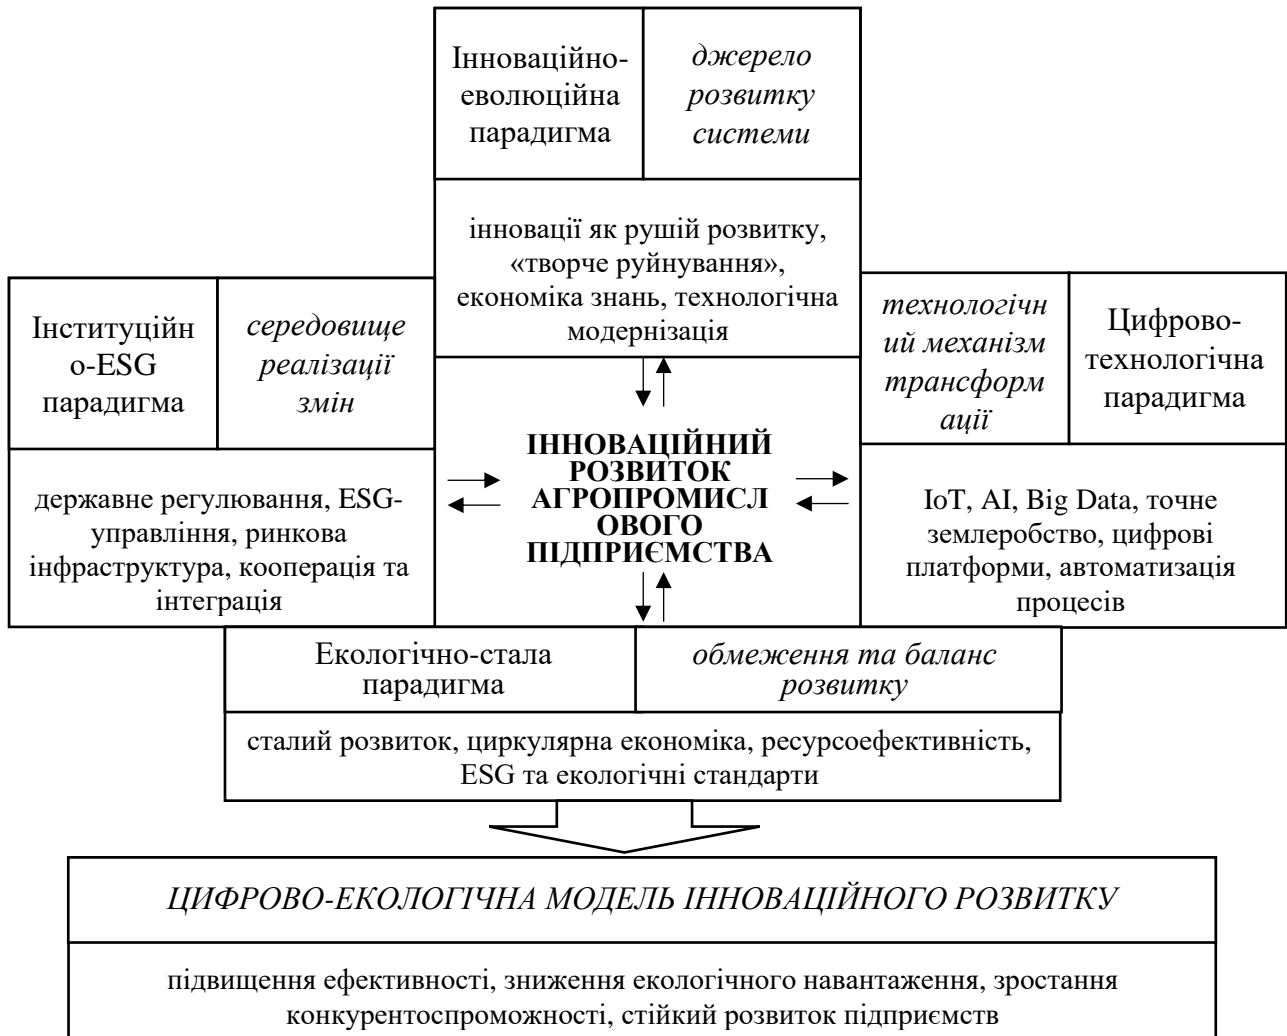 Інноваційно-
еволюційна
парадигма
джерело
розвитку
системи
інновації як рушій розвитку,
«творче руйнування»,
економіка знань, технологічна
модернізація
Інституційн
о-ESG
парадигма
середовище
реалізації
змін
державне регулювання, ESG-
управління, ринкова
інфраструктура, кооперація та
інтеграція
ІННОВАЦІЙНИЙ
РОЗВИТОК
АГРОПРОМИСЛ
ОВОГО
ПІДПРИЄМСТВА
технологічн
ий механізм
трансформ
ації
Цифрово-
технологічна
парадигма
IoT, AI, Big Data, точне
землеробство, цифрові
платформи, автоматизація
процесів
Екологічно-стала
парадигма
обмеження та баланс
розвитку
сталий розвиток, циркулярна економіка, ресурсоефективність,
ESG та екологічні стандарти
ЦИФРОВО-ЕКОЛОГІЧНА МОДЕЛЬ ІННОВАЦІЙНОГО РОЗВИТКУ
підвищення ефективності, зниження екологічного навантаження, зростання
конкурентоспроможності, стійкий розвиток підприємств